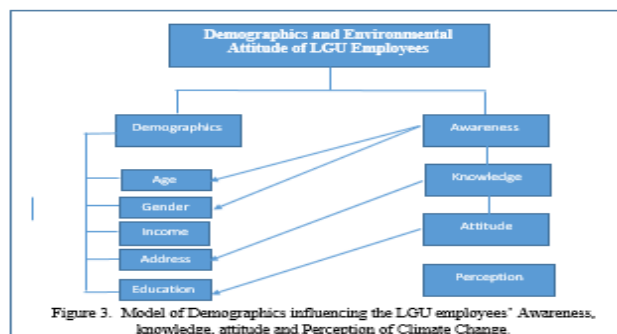 Demographics and Environmental
Attitude of LGU Employees
Demographics
Awareness
Age
Knowledge
Gender
Income
Attitude
Address
Education
Perception
Figure 3. Model of Demographics influencing the LGU employees' Awareness,
knowledge, attitude and Perception of Climate Change.